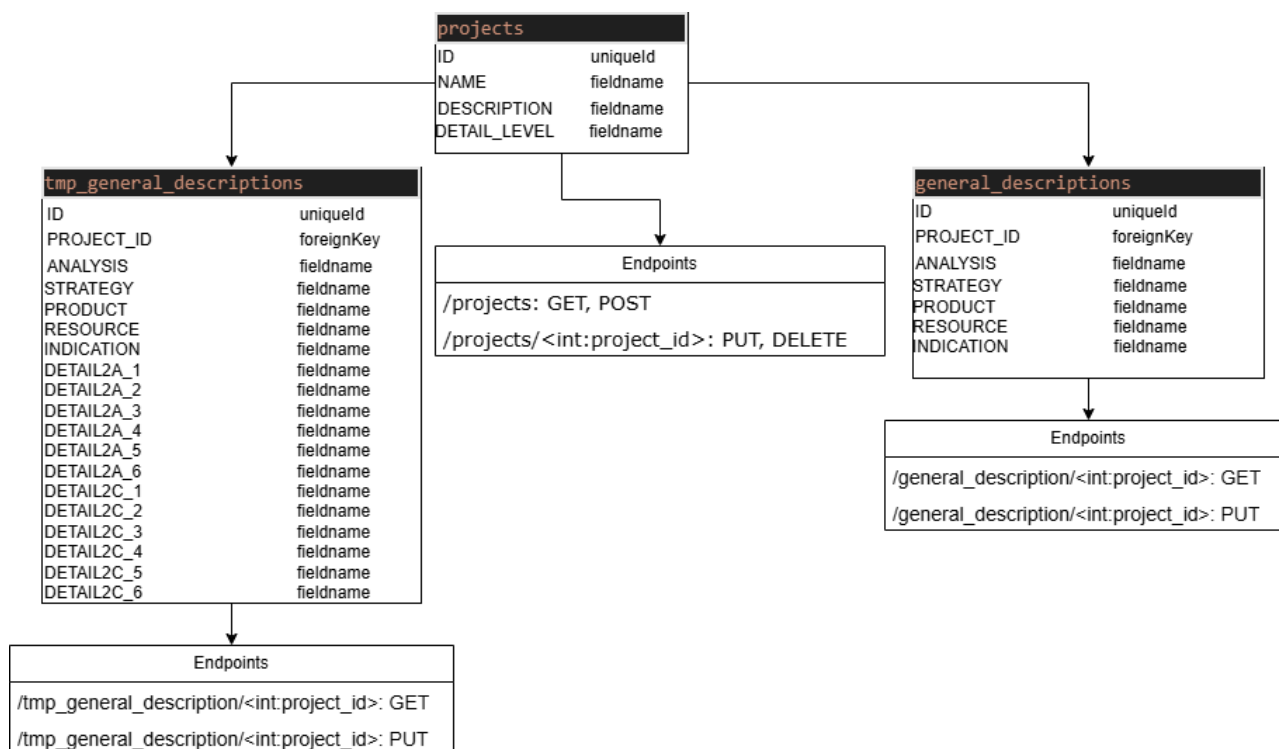 projects
ID uniqueId
NAME fieldname
DESCRIPTION fieldname
DETAIL_LEVEL fieldname
tmp_general_descriptions
ID uniqueId
PROJECT_ID foreignKey
ANALYSIS fieldname
STRATEGY fieldname
PRODUCT fieldname
RESOURCE fieldname
INDICATION fieldname
DETAIL2A_1 fieldname
DETAIL2A_2 fieldname
DETAIL2A_3 fieldname
DETAIL2A_4 fieldname
DETAIL2A_5 fieldname
DETAIL2A_6 fieldname
DETAIL2C_1 fieldname
DETAIL2C_2 fieldname
DETAIL2C_3 fieldname
DETAIL2C_4 fieldname
DETAIL2C_5 fieldname
DETAIL2C_6 fieldname
Endpoints
/tmp_general_description/<int:project_id>: GET
/tmp_general_description/<int:project_id>: PUT
Endpoints
/projects: GET, POST
/projects/<int:project_id>: PUT, DELETE
general_descriptions
ID uniqueId
PROJECT_ID foreignKey
ANALYSIS fieldname
STRATEGY fieldname
PRODUCT fieldname
RESOURCE fieldname
INDICATION fieldname
Endpoints
/general_description/<int:project_id>: GET
/general_description/<int:project_id>: PUT